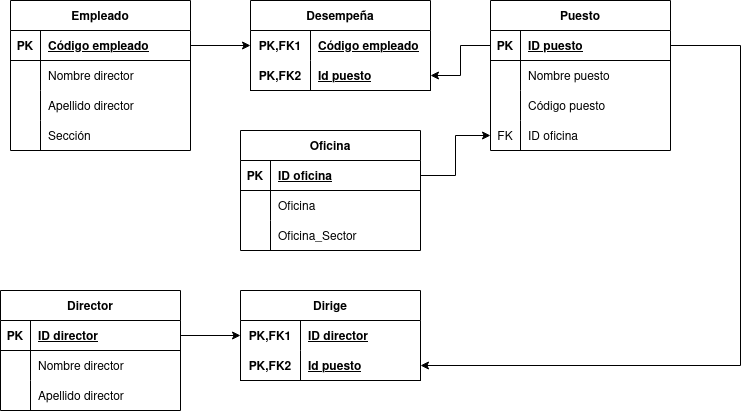 Empleado
PK Código empleado
Nombre director
Apellido director
Sección
Desempeña
PK,FK1 Código empleado
PK,FK2 Id puesto
Puesto
PK ID puesto
Nombre puesto
Código puesto
FK ID oficina
Oficina
PK ID oficina
Oficina
Oficina_Sector
Director
PK ID director
Nombre director
Apellido director
Dirige
PK,FK1 ID director
PK,FK2 Id puesto